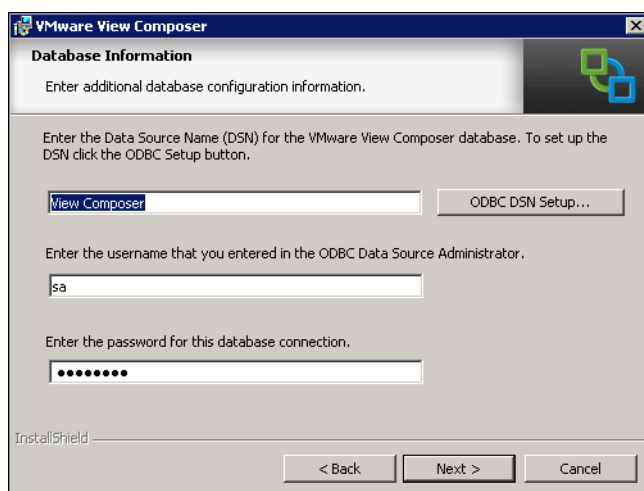 VMware View Composer
Database Information
Enter additional database configuration information.
Enter the Data Source Name (DSN) for the VMware View Composer database. To set up the
DSN click the ODBC Setup button.
View Composer
ODBC DSN Setup...
Enter the username that you entered in the ODBC Data Source Administrator.
sa
Enter the password for this database connection.
••••••••
InstallShield
< Back
Next >
Cancel